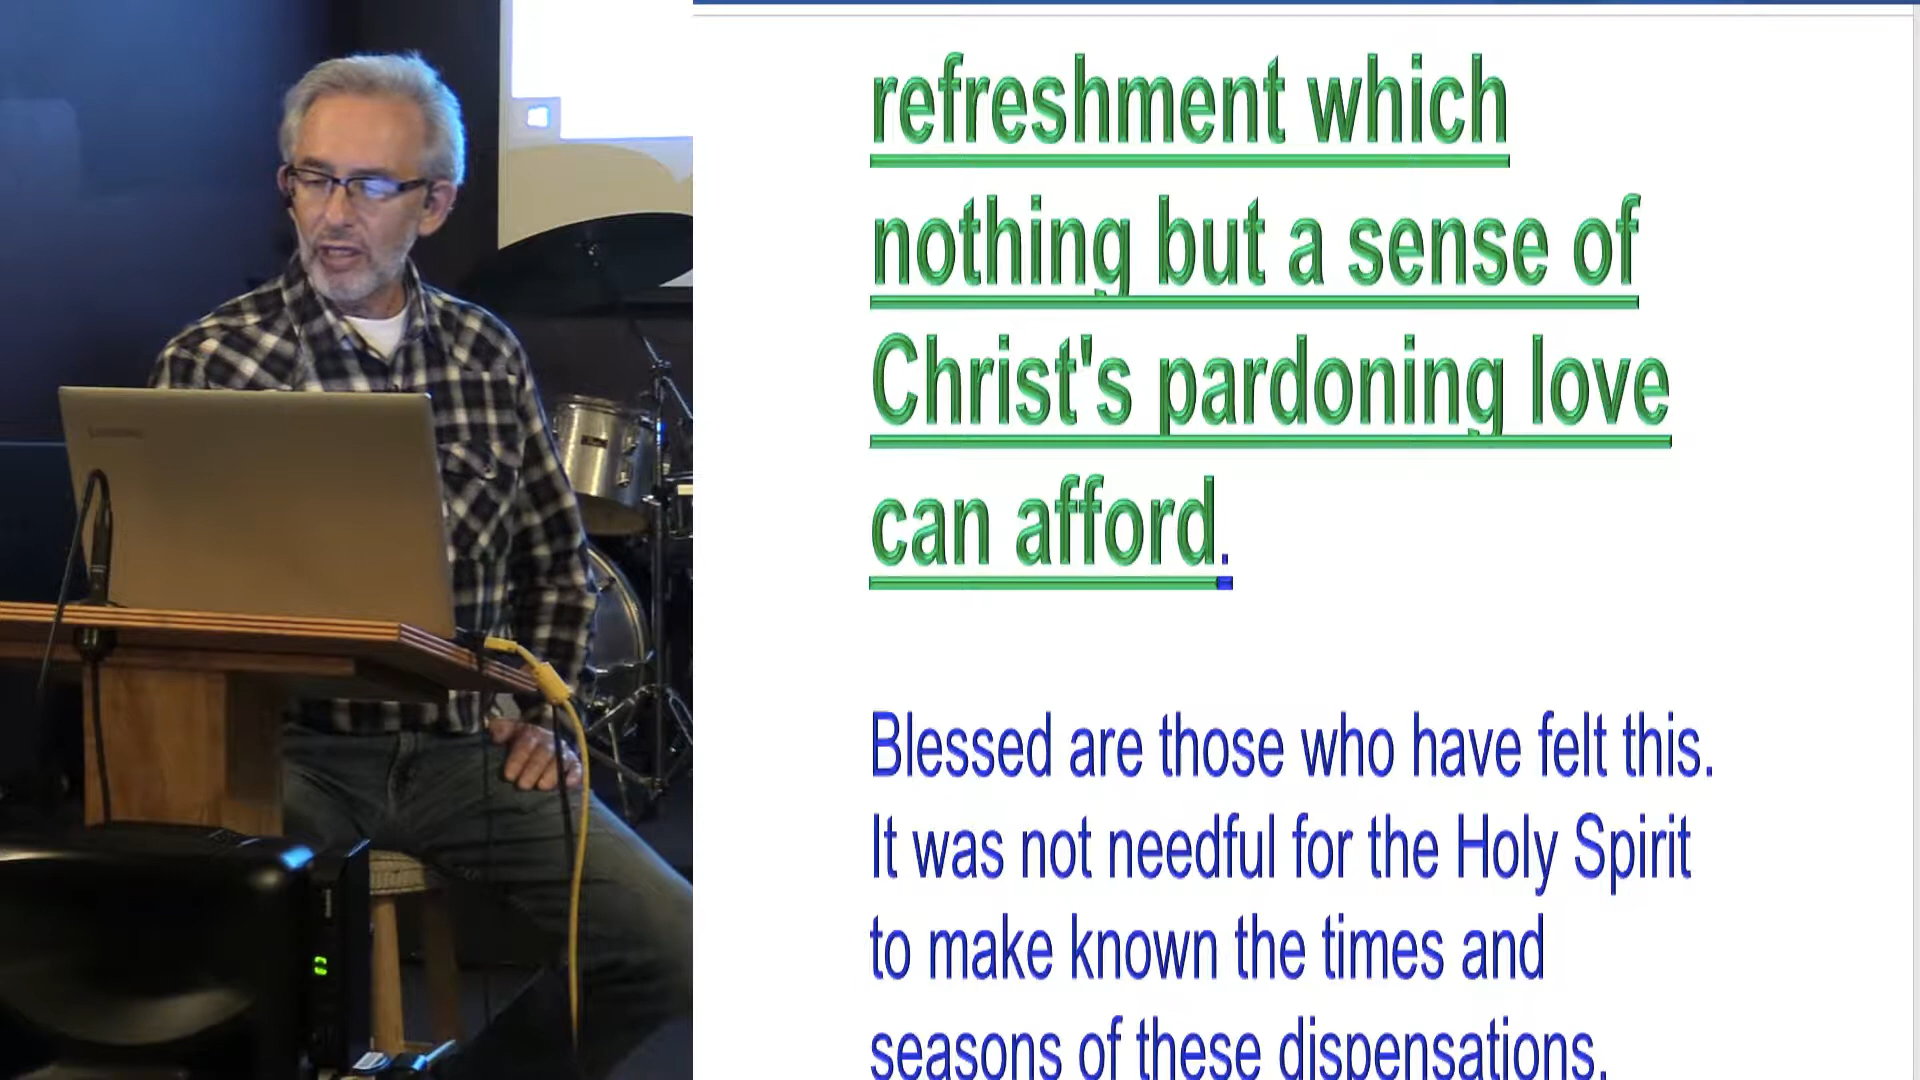 refreshment which
nothing but a sense of
Christ's pardoning love
can afford.
Blessed are those who have felt this.
It was not needful for the Holy Spirit
to make known the times and
seasons of these dispensations.